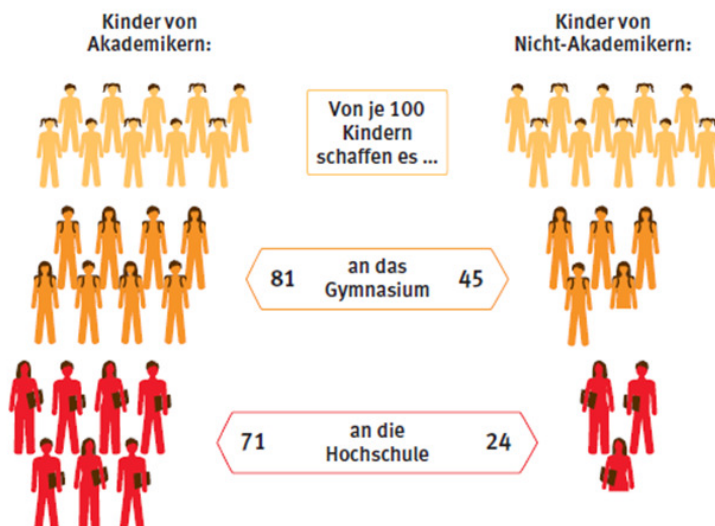 Kinder von
Akademikern:
Kinder von
Nicht-Akademikern:
Von je 100
Kindern
schaffen es ...
81 an das 45
Gymnasium
71 an die 24
Hochschule